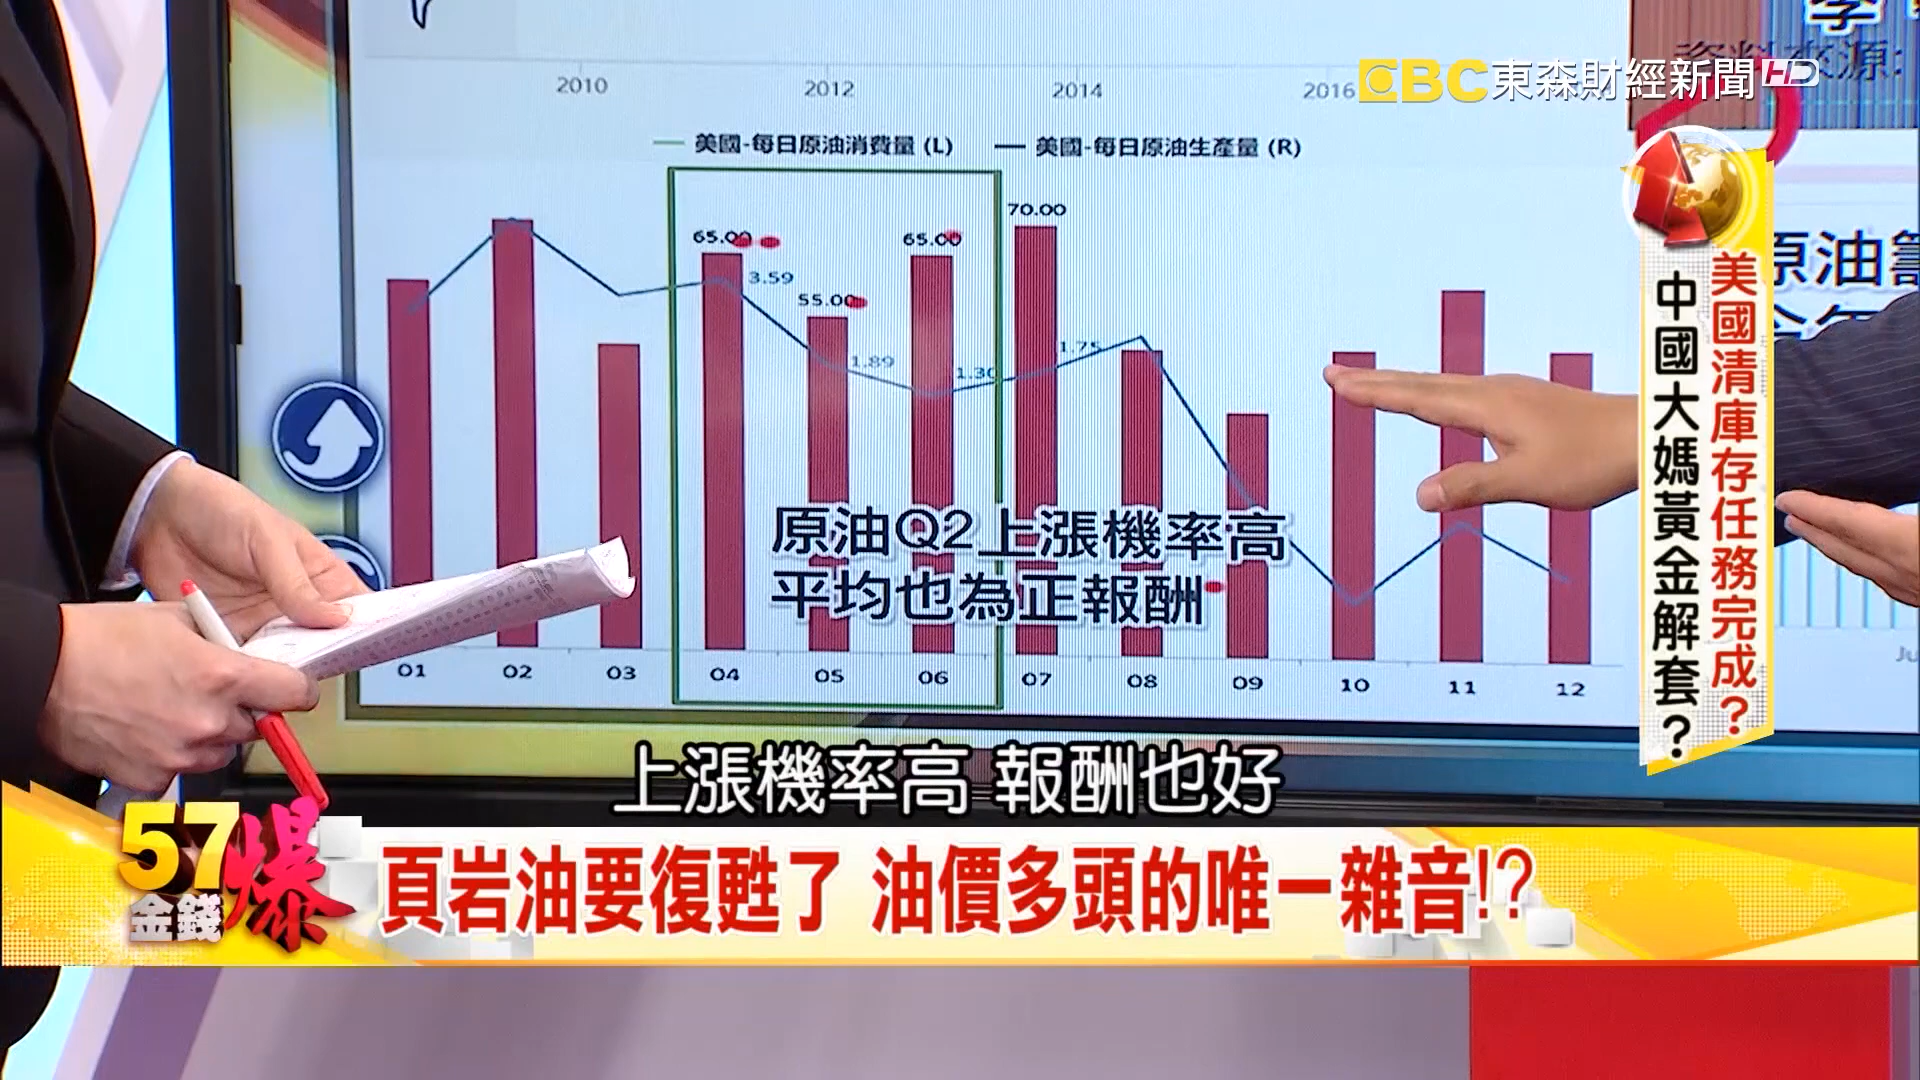 2010
2012
2014
2016
EBC東森財經新聞HD
資料來源:
美國-每日原油消費量 (L)
美國-每日原油生產量 (R)
65.00
3.59
55.00
1.89
65.00
1.30
70.00
1.75
原油Q2上漲機率高
平均也為正報酬
01
02
03
04
05
06
07
08
09
10
11
12
美國清庫存任務完成?
中國大媽黃金解套?
上漲機率高 報酬也好
57爆
金錢
頁岩油要復甦了 油價多頭的唯一雜音!?